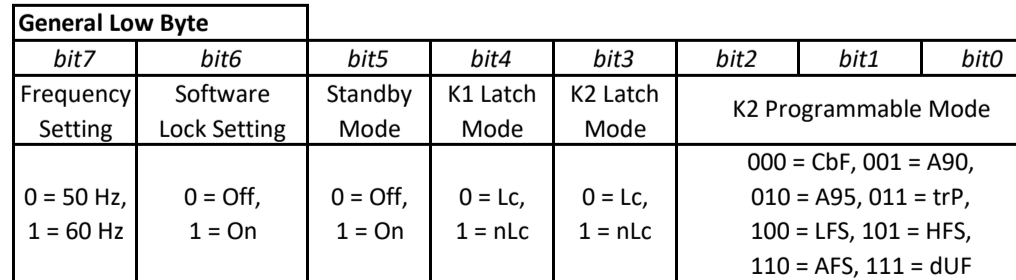 General Low Byte
bit7 bit6 bit5 bit4 bit3 bit2 bit1 bit0
Frequency Setting Software Lock Setting Standby Mode K1 Latch Mode K2 Latch Mode K2 Programmable Mode
0 = 50 Hz, 1 = 60 Hz
0 = Off, 1 = On
0 = Off, 1 = On
0 = Lc, 1 = nLc
0 = Lc, 1 = nLc
000 = CbF, 001 = A90,
010 = A95, 011 = trP,
100 = LFS, 101 = HFS,
110 = AFS, 111 = dUF